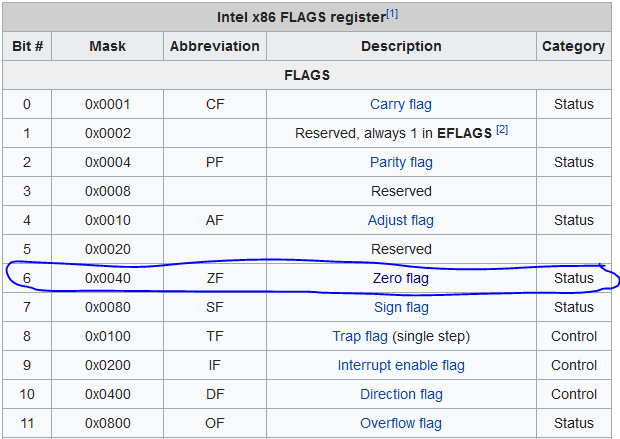 Intel x86 FLAGS register[1]
Bit # Mask Abbreviation Description Category
FLAGS
0 0x0001 CF Carry flag Status
1 0x0002 Reserved, always 1 in EFLAGS [2]
2 0x0004 PF Parity flag Status
3 0x0008 Reserved
4 0x0010 AF Adjust flag Status
5 0x0020 Reserved
6 0x0040 ZF Zero flag Status
7 0x0080 SF Sign flag Status
8 0x0100 TF Trap flag (single step) Control
9 0x0200 IF Interrupt enable flag Control
10 0x0400 DF Direction flag Control
11 0x0800 OF Overflow flag Status